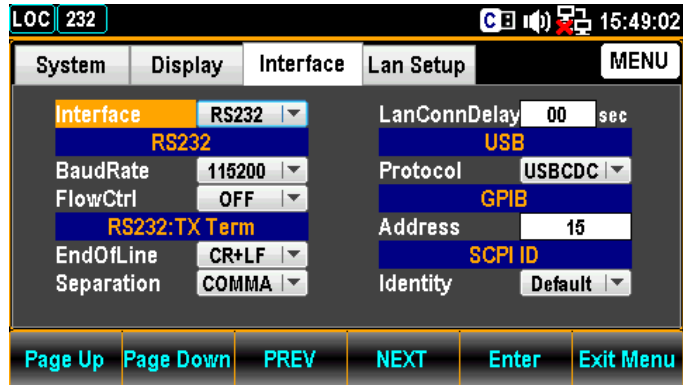 LOC 232 C 15:49:02
System Display Interface Lan Setup MENU
Interface RS232
RS232
BaudRate 115200
FlowCtrl OFF
RS232:TX Term
EndOfLine CR+LF
Separation COMMA
LanConnDelay 00 sec
USB
Protocol USBCDC
GPIB
Address 15
SCPI ID
Identity Default
Page Up Page Down PREV NEXT Enter Exit Menu